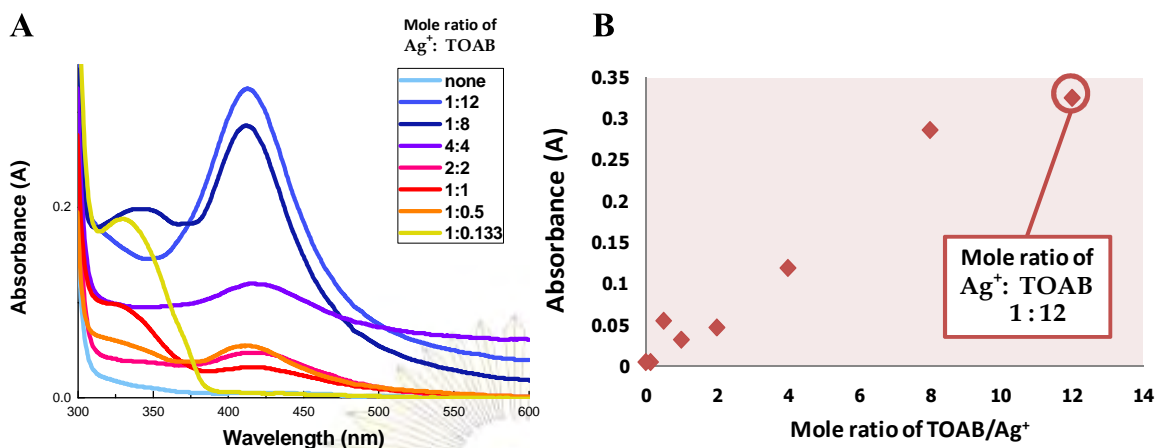 A
Mole ratio of
Ag⁺: TOAB
none
1:12
1:8
4:4
2:2
1:1
1:0.5
1:0.133
Absorbance (A)
0.2
0.0
300
350
400
450
500
550
600
Wavelength (nm)
B
Absorbance (A)
0.35
0.3
0.25
0.2
0.15
0.1
0.05
0
0
2
4
6
8
10
12
14
Mole ratio of
Ag⁺: TOAB
1 : 12
Mole ratio of TOAB/Ag⁺